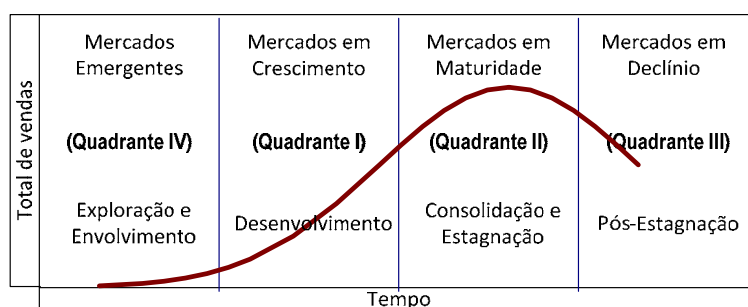 Total de vendas
Mercados
Emergentes
(Quadrante IV)
Exploração e
Envolvimento
Mercados em
Crescimento
(Quadrante I)
Desenvolvimento
Mercados em
Maturidade
(Quadrante II)
Consolidação e
Estagnação
Mercados em
Declínio
(Quadrante III)
Pós-Estagnação
Tempo